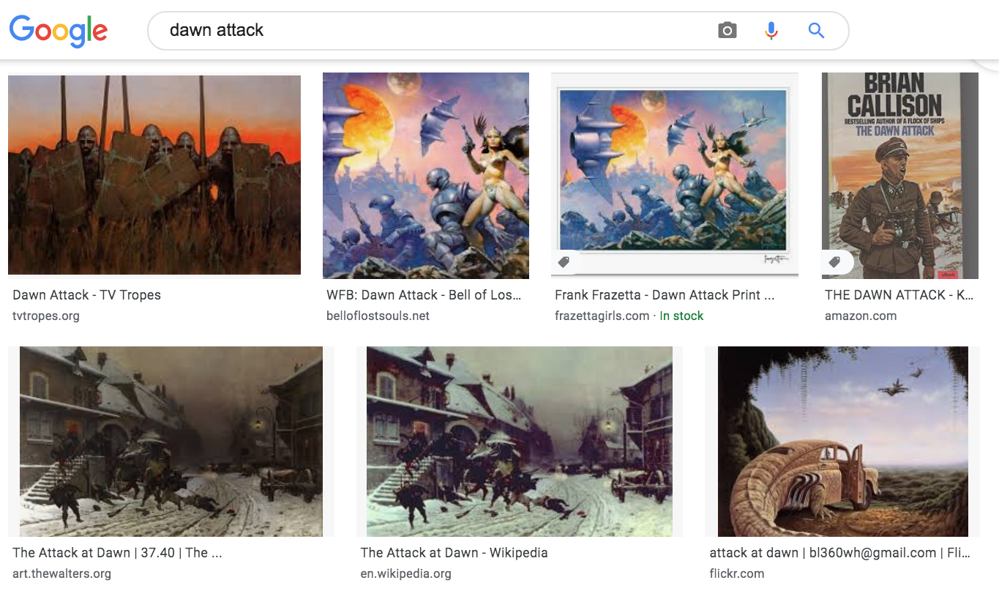 Google
dawn attack
BRIAN
CALLISON
BESTSELLING AUTHOR OF A FLOCK OF SHIPS
THE DAWN ATTACK
Dawn Attack - TV Tropes
tvtropes.org
WFB: Dawn Attack - Bell of Los...
belloflostsouls.net
Frank Frazetta - Dawn Attack Print ...
frazettagirls.com · In stock
THE DAWN ATTACK - K...
amazon.com
The Attack at Dawn | 37.40 | The ...
art.thewalters.org
The Attack at Dawn - Wikipedia
en.wikipedia.org
attack at dawn | bl360wh@gmail.com | Fli...
flickr.com